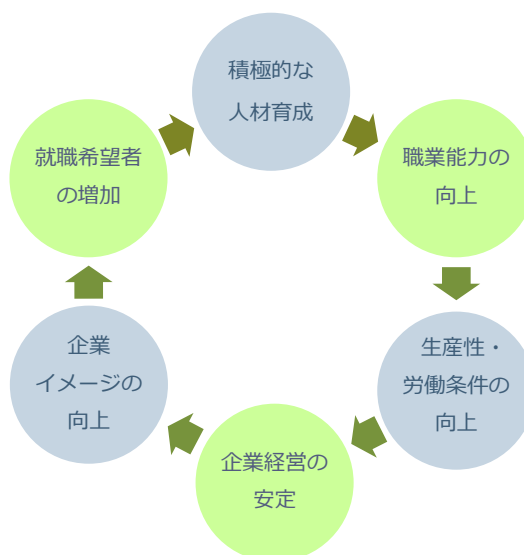 積極的な
人材育成
職業能力の
向上
生産性・
労働条件の
向上
企業経営の
安定
企業
イメージの
向上
就職希望者
の増加